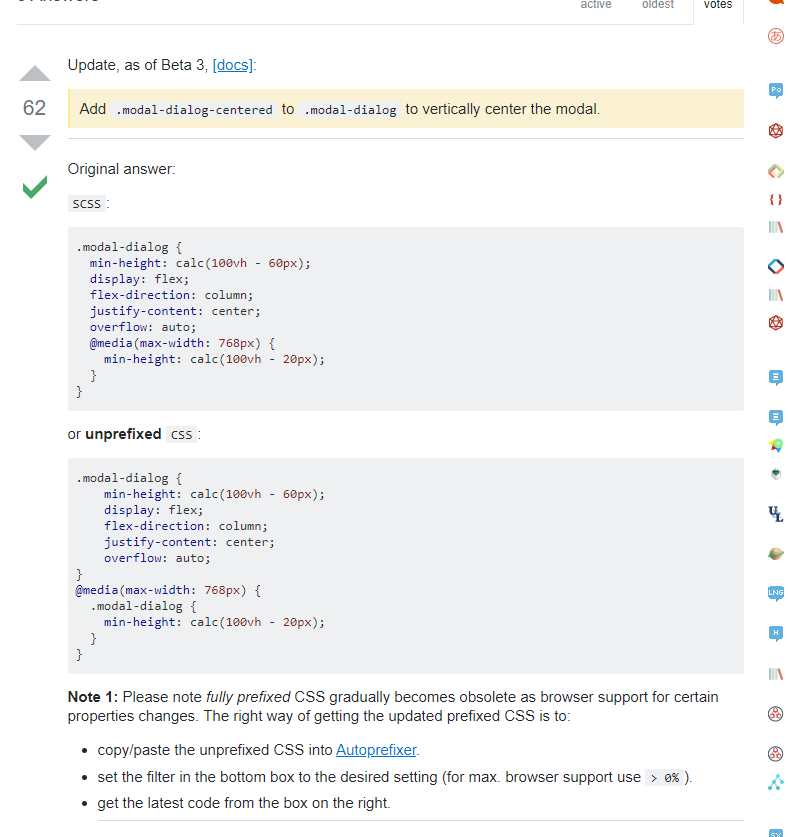 active oldest votes
Update, as of Beta 3, [docs]:
62
Add .modal-dialog-centered to .modal-dialog to vertically center the modal.
Original answer:
scss:
.modal-dialog {
  min-height: calc(100vh - 60px);
  display: flex;
  flex-direction: column;
  justify-content: center;
  overflow: auto;
  @media(max-width: 768px) {
    min-height: calc(100vh - 20px);
  }
}
or unprefixed css:
.modal-dialog {
    min-height: calc(100vh - 60px);
    display: flex;
    flex-direction: column;
    justify-content: center;
    overflow: auto;
}
@media(max-width: 768px) {
  .modal-dialog {
    min-height: calc(100vh - 20px);
  }
}
Note 1: Please note fully prefixed CSS gradually becomes obsolete as browser support for certain
properties changes. The right way of getting the updated prefixed CSS is to:
• copy/paste the unprefixed CSS into Autoprefixer.
• set the filter in the bottom box to the desired setting (for max. browser support use > 0% ).
• get the latest code from the box on the right.
あ
Po
{ }
UL
LNG
H